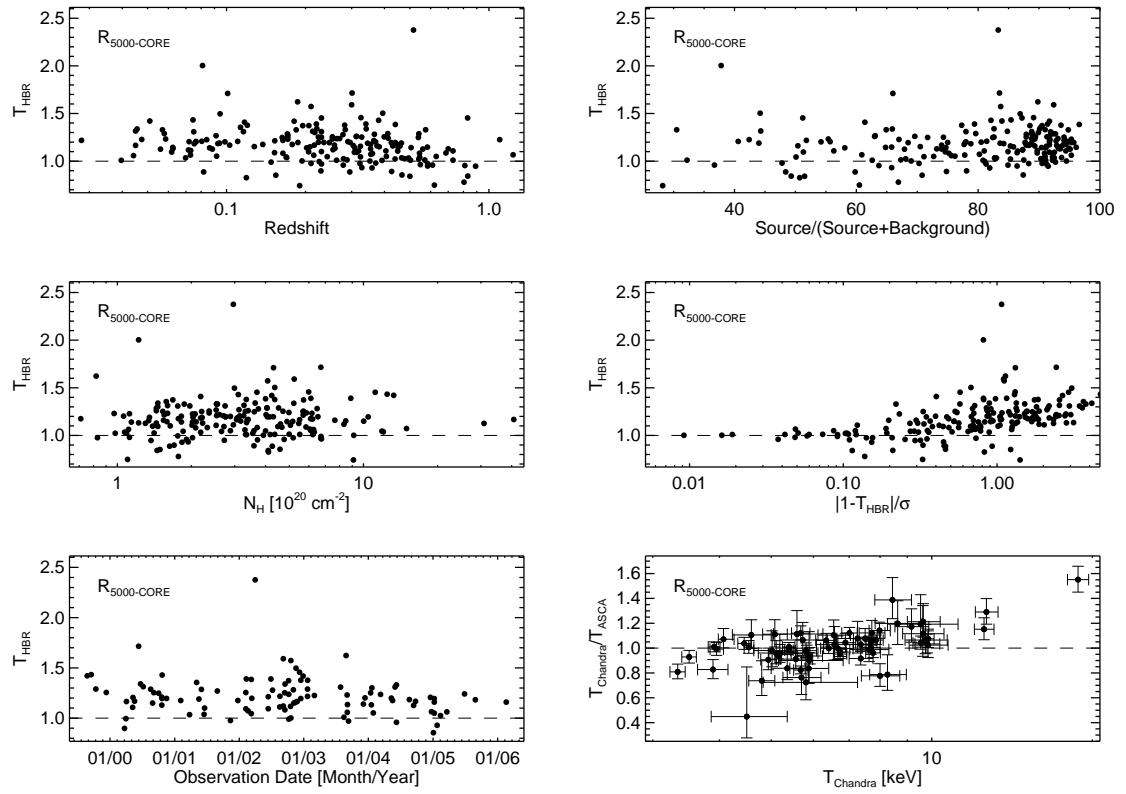 2.5
2.0
1.5
1.0
T_HBR
R_5000-CORE
0.1
1.0
Redshift
2.5
2.0
1.5
1.0
T_HBR
R_5000-CORE
40
60
80
100
Source/(Source+Background)
2.5
2.0
1.5
1.0
T_HBR
R_5000-CORE
1
10
N_H [10^20 cm^-2]
2.5
2.0
1.5
1.0
T_HBR
R_5000-CORE
0.01
0.10
1.00
|1-T_HBR|/σ
2.5
2.0
1.5
1.0
T_HBR
R_5000-CORE
01/00 01/01 01/02 01/03 01/04 01/05 01/06
Observation Date [Month/Year]
1.6
1.4
1.2
1.0
0.8
0.6
0.4
T_Chandra/T_ASCA
R_5000-CORE
10
T_Chandra [keV]